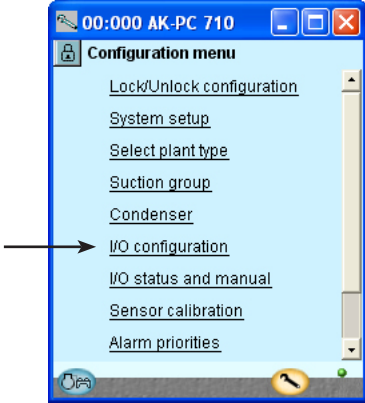 00:000 AK-PC 710
Configuration menu
Lock/Unlock configuration
System setup
Select plant type
Suction group
Condenser
I/O configuration
I/O status and manual
Sensor calibration
Alarm priorities